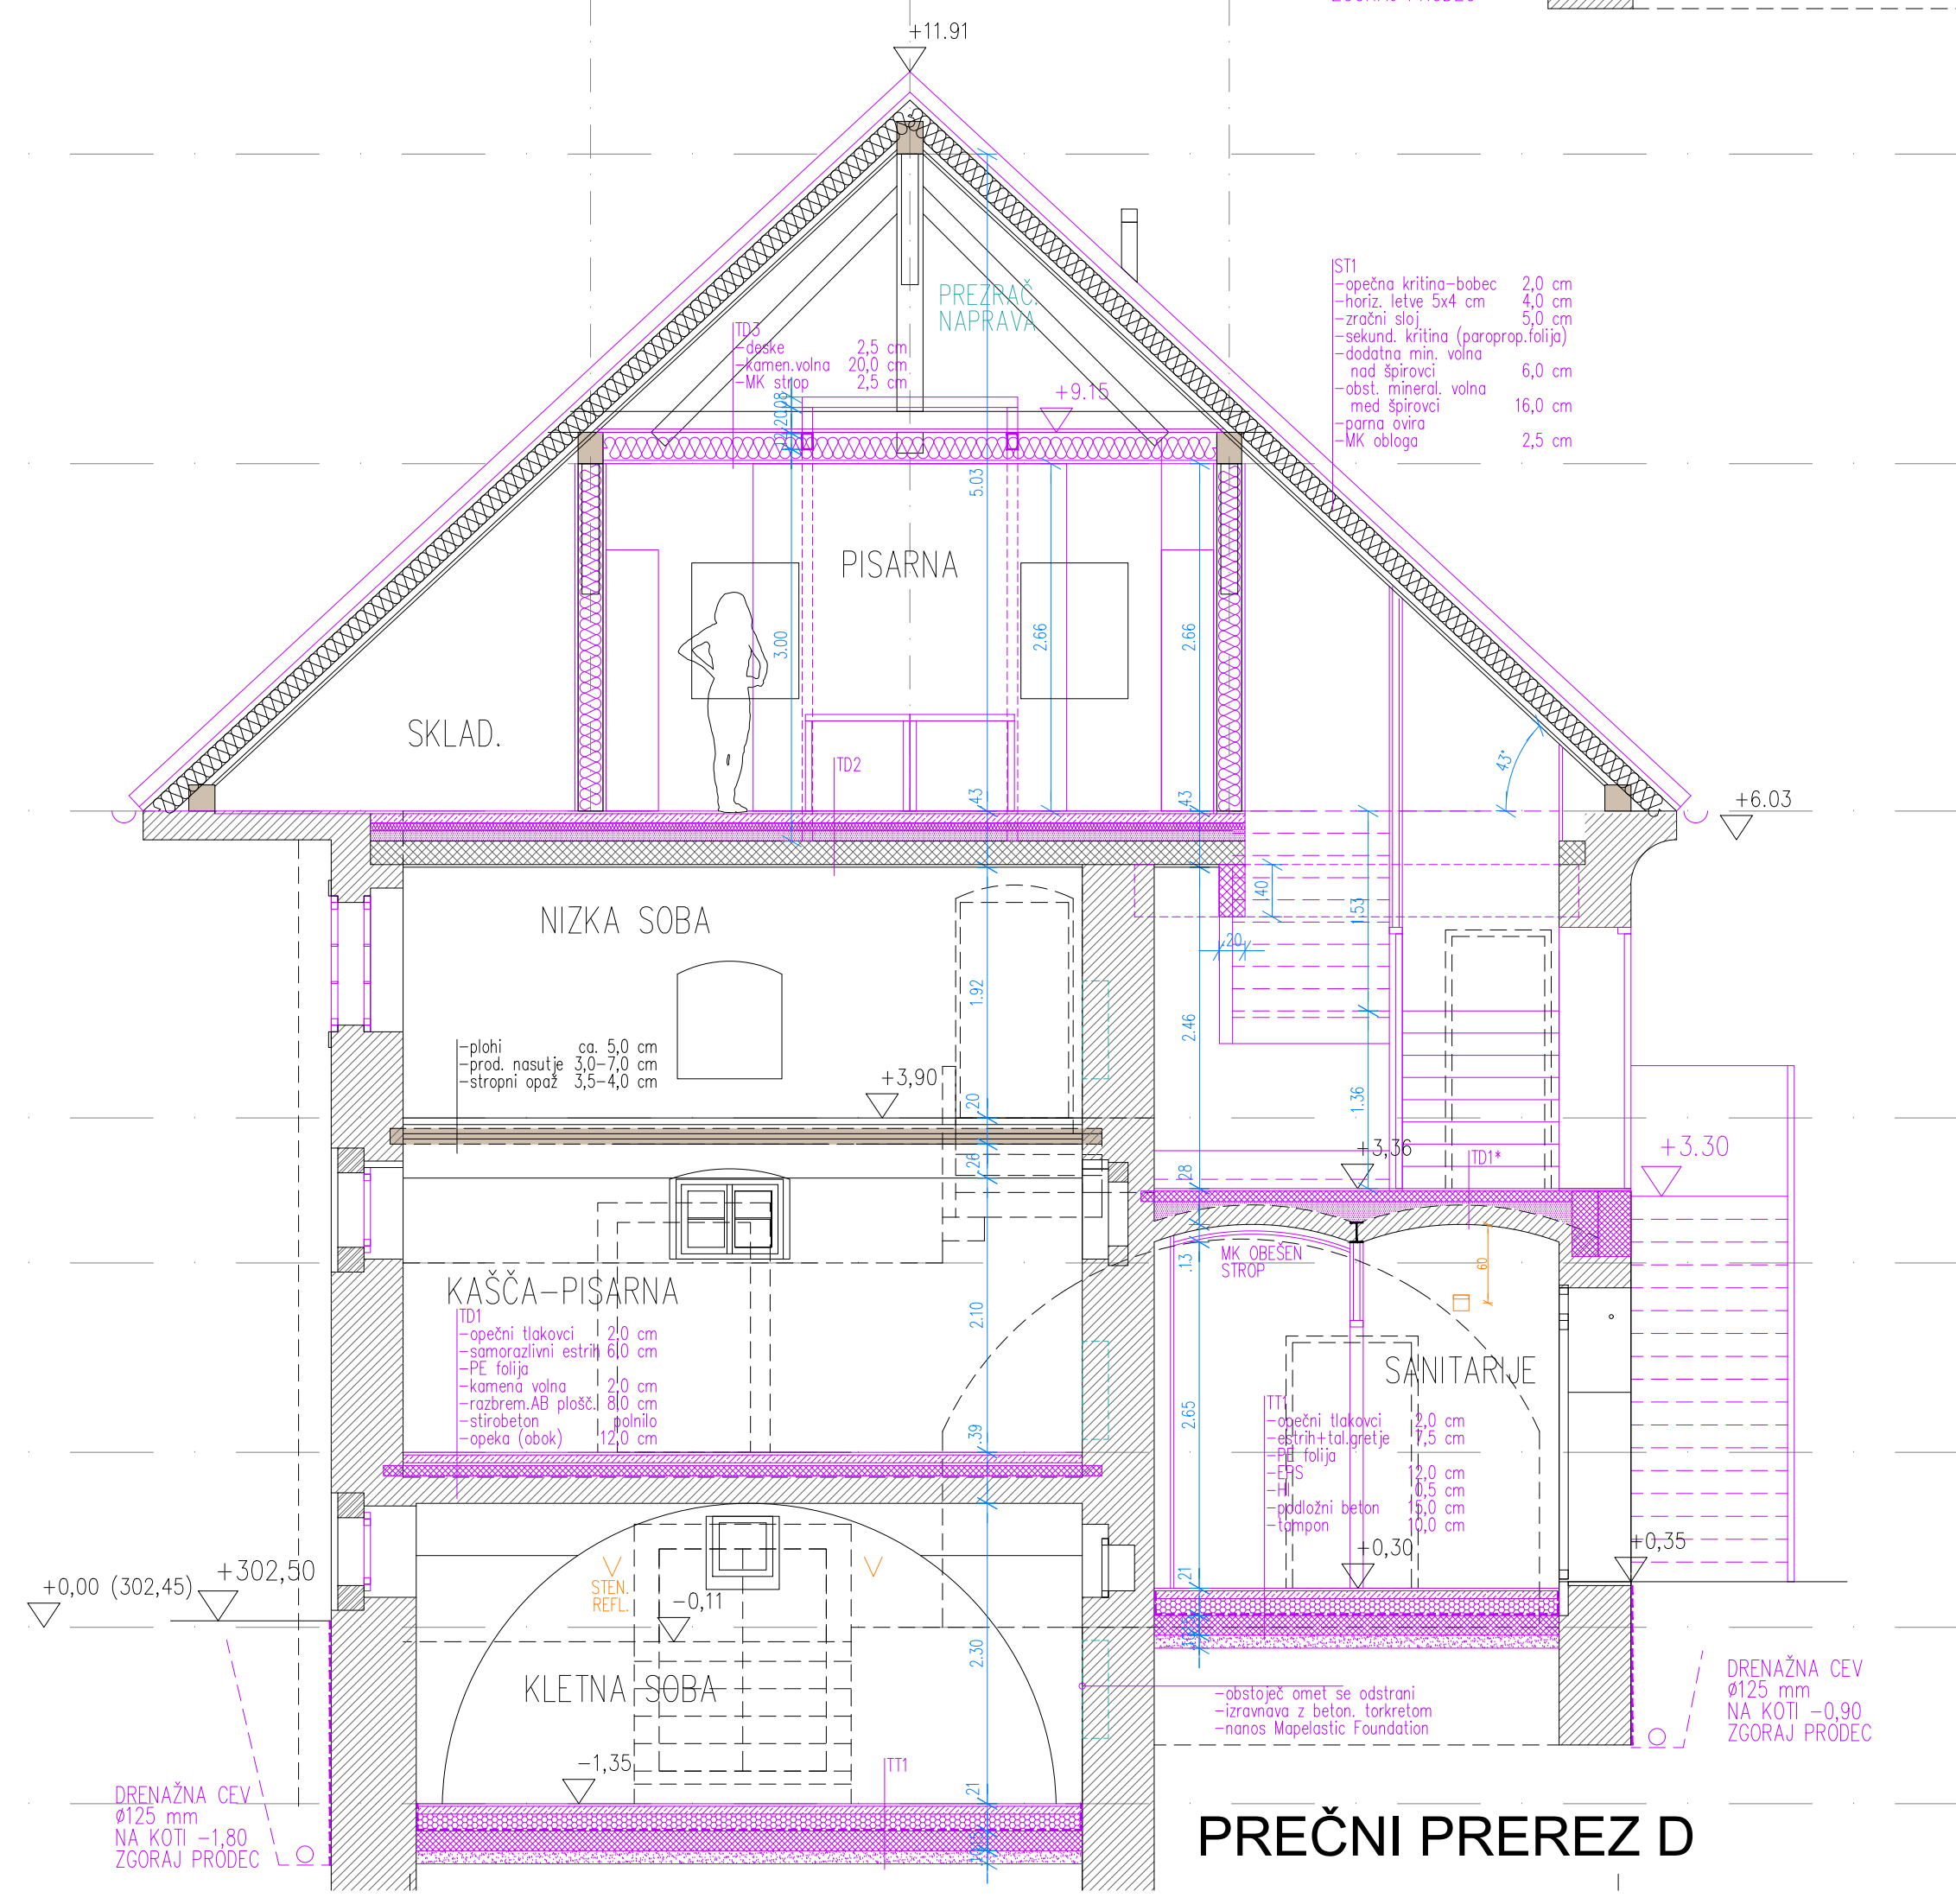 +11.91
PREZRAČ.
NAPRAVA
ST1
-opečna kritina-bobec 2,0 cm
-horiz. letve 5x4 cm 4,0 cm
-zračni sloj 5,0 cm
-sekund. kritina (paroprop.folija)
-dodatna min. volna
nad špirovci 6,0 cm
-obst. mineral. volna
med špirovci 16,0 cm
-parna ovira
-MK obloga 2,5 cm
TD3
-deske 2,5 cm
-kamen.volna 20,0 cm
-MK strop 2,5 cm
+9.15
5.03
PISARNA
3.00
2.66
2.66
SKLAD.
TD2
43
43
43°
+6.03
NIZKA SOBA
40
20
1.53
1.92
2.46
-plohi ca. 5,0 cm
-prod. nasutje 3,0-7,0 cm
-stropni opaž 3,5-4,0 cm
+3,90
20
1.36
26
28
+3,36
TD1*
+3.30
MK OBEŠEN
STROP
13
60
KAŠČA-PISARNA
2.10
TD1
-opečni tlakovci 2,0 cm
-samorazlivni estrih 6,0 cm
-PE folija
-kamena volna 2,0 cm
-razbrem.AB plošč. 8,0 cm
-stirobeton polnilo
-opeka (obok) 12,0 cm
39
SANITARIJE
2.65
TT1
-opečni tlakovci 2,0 cm
-estrih+tal.gretje 7,5 cm
-PE folija
-EPS 12,0 cm
-HI 0,5 cm
-podložni beton 15,0 cm
-tampon 10,0 cm
+0,30
+0,35
21
+0,00 (302,45)
+302,50
STEN.
REFL.
-0,11
2.30
KLETNA SOBA
-obstoječ omet se odstrani
-izravnava z beton. torkretom
-nanos Mapelastic Foundation
DRENAŽNA CEV
ø125 mm
NA KOTI -0,90
ZGORAJ PRODEC
-1,35
TT1
21
DRENAŽNA CEV
ø125 mm
NA KOTI -1,80
ZGORAJ PRODEC
PREČNI PREREZ D